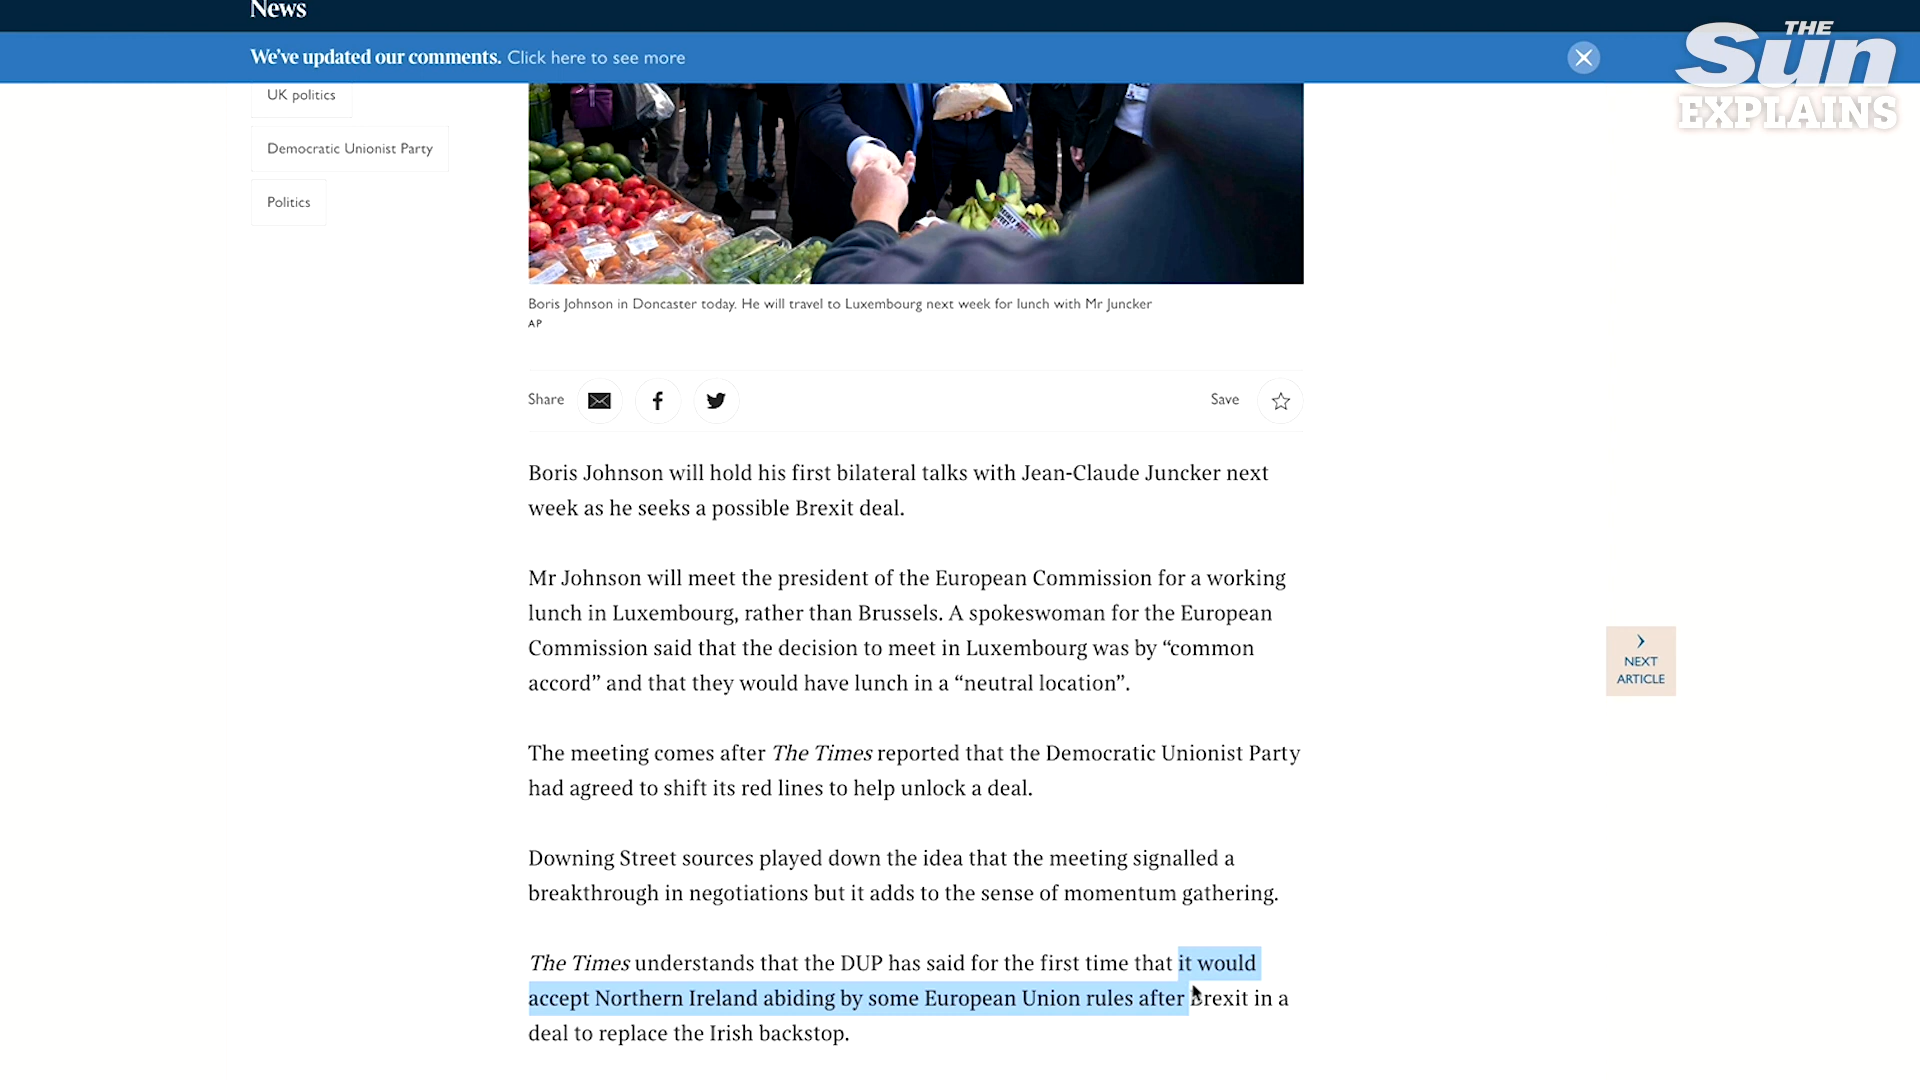 News
We've updated our comments. Click here to see more
THE
Sun
EXPLAINS
UK politics
Democratic Unionist Party
Politics
Boris Johnson in Doncaster today. He will travel to Luxembourg next week for lunch with Mr Juncker
AP
Share
Save
Boris Johnson will hold his first bilateral talks with Jean-Claude Juncker next
week as he seeks a possible Brexit deal.
Mr Johnson will meet the president of the European Commission for a working
lunch in Luxembourg, rather than Brussels. A spokeswoman for the European
Commission said that the decision to meet in Luxembourg was by “common
accord” and that they would have lunch in a “neutral location”.
NEXT
ARTICLE
The meeting comes after The Times reported that the Democratic Unionist Party
had agreed to shift its red lines to help unlock a deal.
Downing Street sources played down the idea that the meeting signalled a
breakthrough in negotiations but it adds to the sense of momentum gathering.
The Times understands that the DUP has said for the first time that it would
accept Northern Ireland abiding by some European Union rules after Brexit in a
deal to replace the Irish backstop.